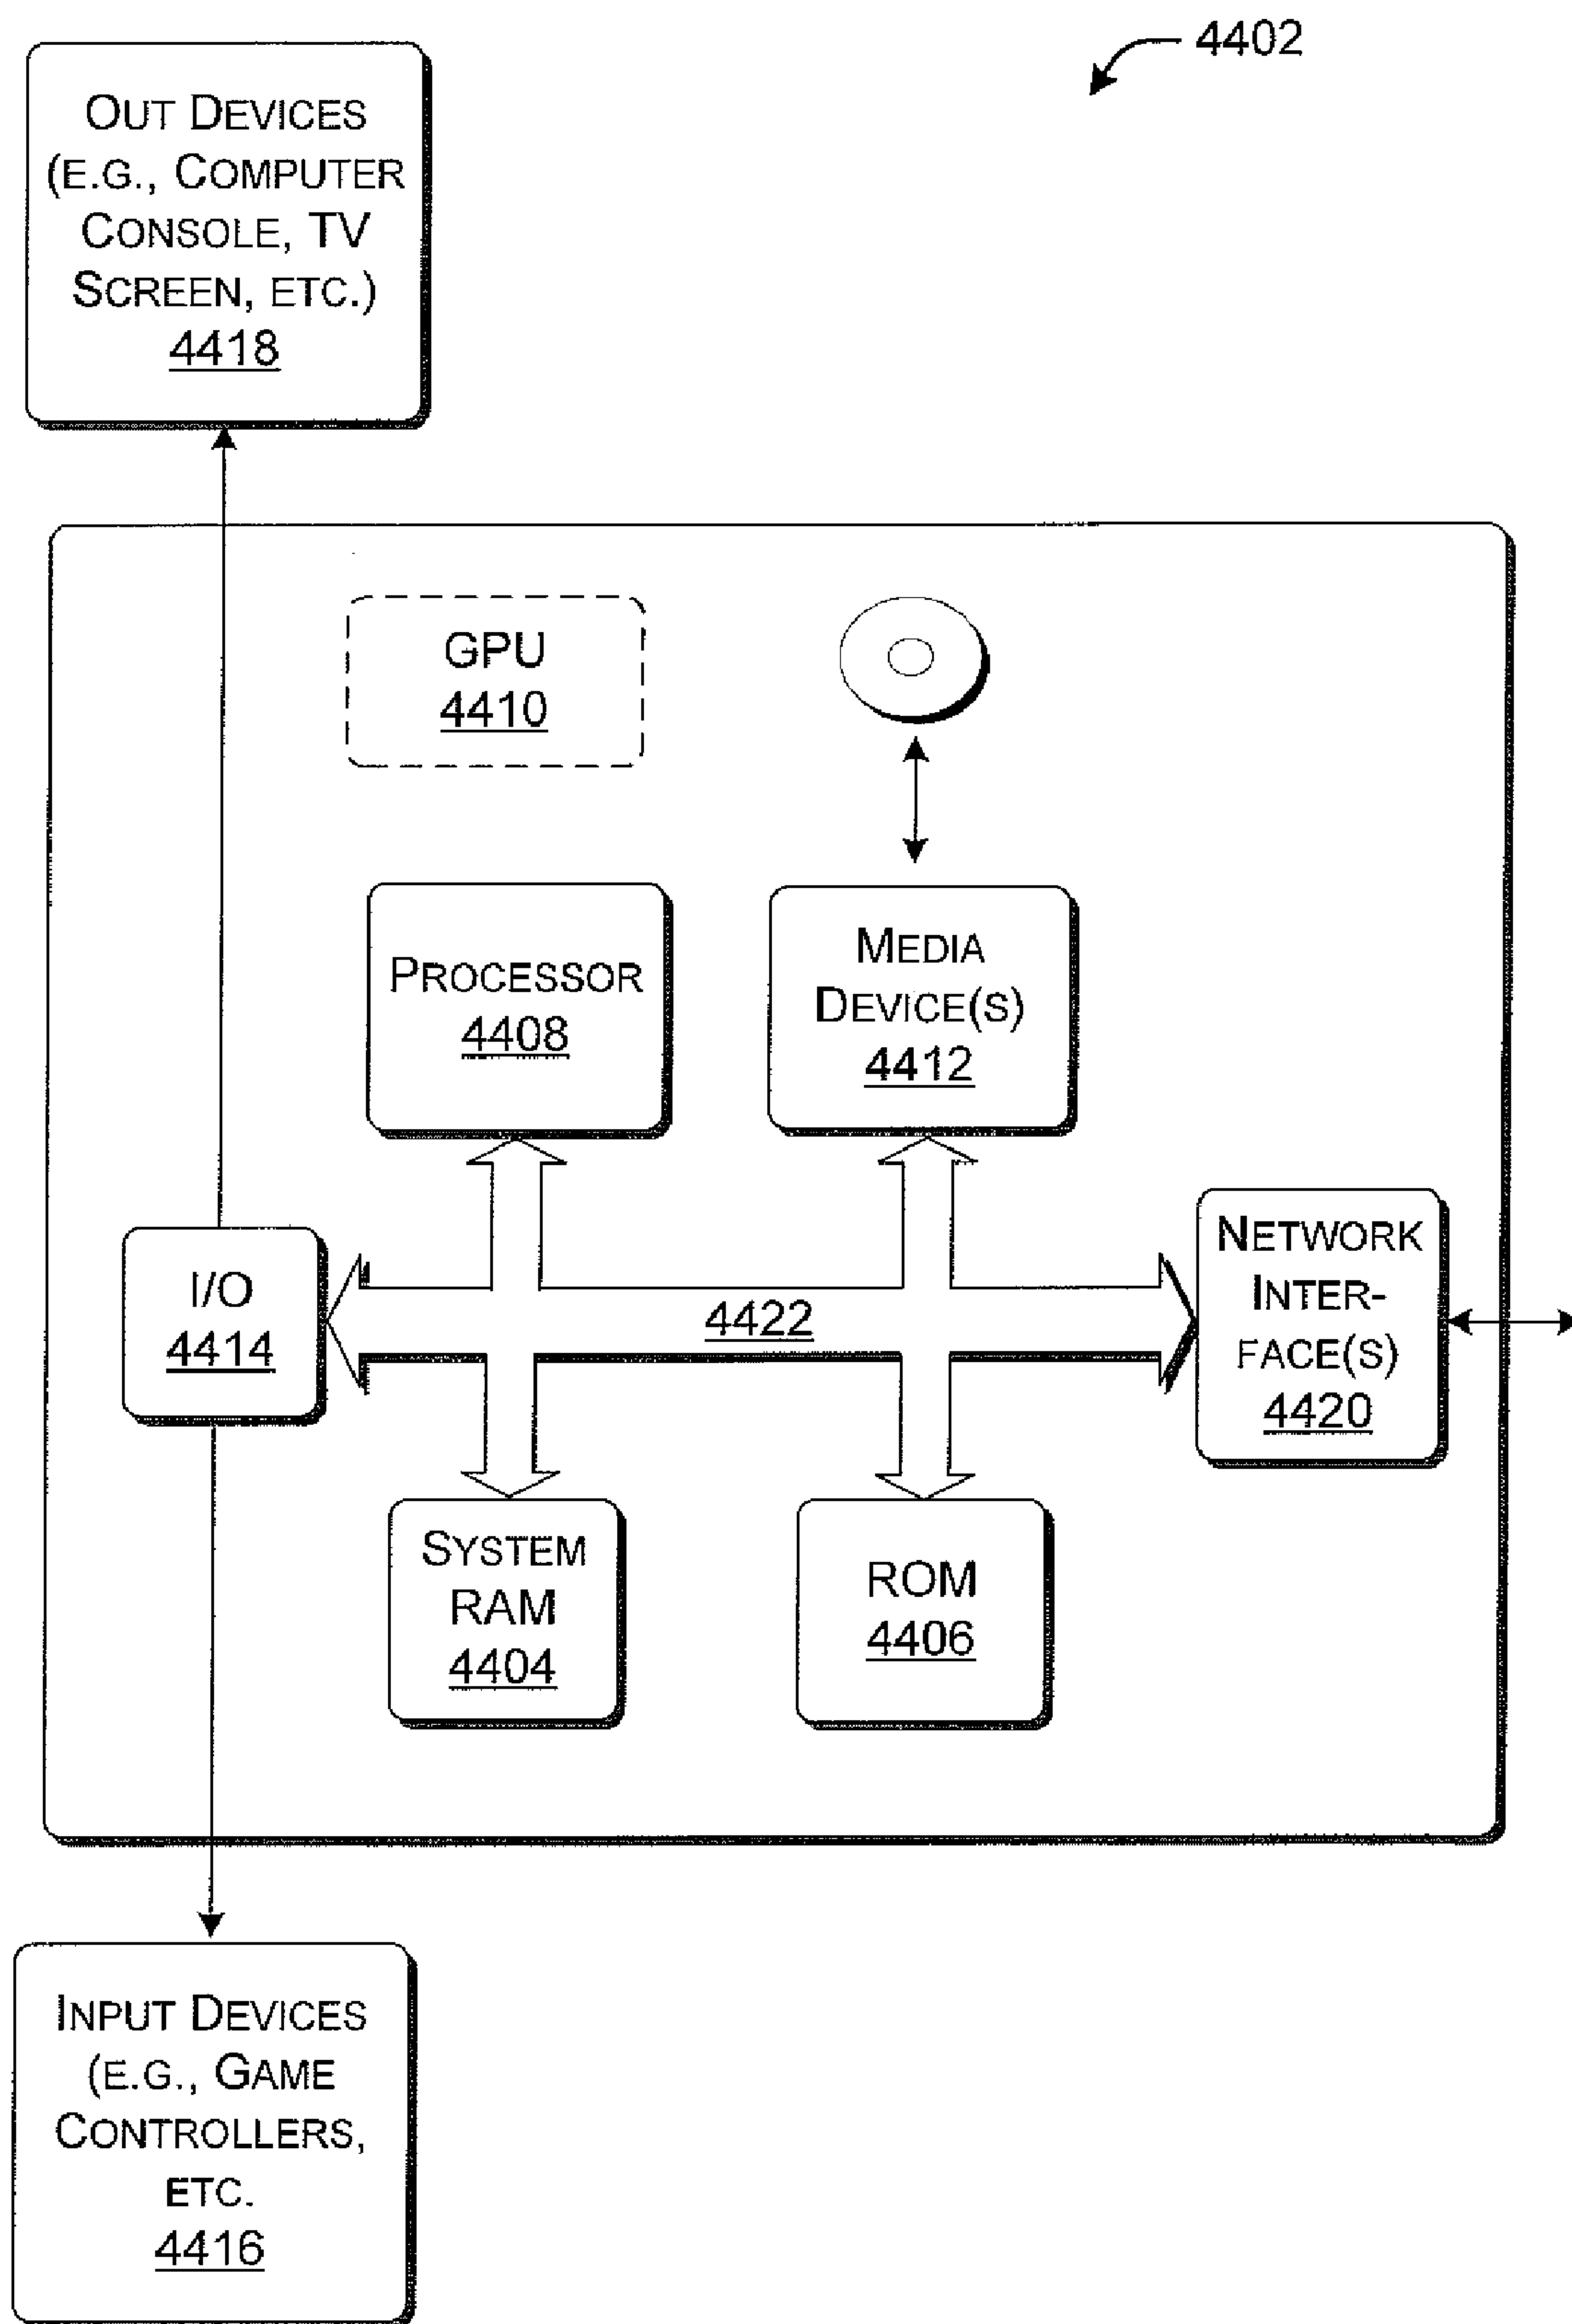 4402
OUT DEVICES
(E.G., COMPUTER
CONSOLE, TV
SCREEN, ETC.)
4418
GPU
4410
PROCESSOR
4408
MEDIA
DEVICE(S)
4412
I/O
4414
4422
NETWORK
INTER-
FACE(S)
4420
SYSTEM
RAM
4404
ROM
4406
INPUT DEVICES
(E.G., GAME
CONTROLLERS,
ETC.
4416